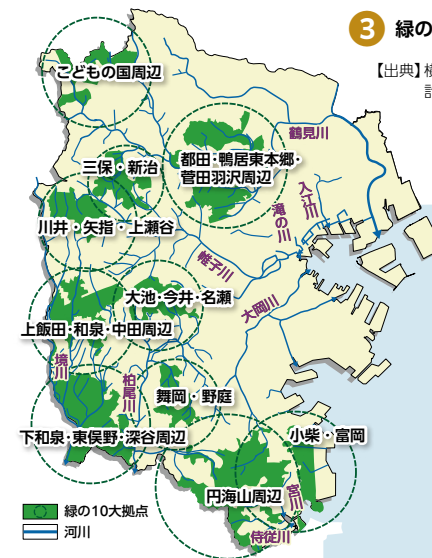 3 緑の
【出典】横
計
こどもの国周辺
鶴見川
三保・新治
都田・鴨居東本郷・
菅田羽沢周辺
入江川
滝の川
川井・矢指・上瀬谷
帷子川
大池・今井・名瀬
大岡川
上飯田・和泉・中田周辺
境川
柏尾川
舞岡・野庭
下和泉・東俣野・深谷周辺
小柴・富岡
円海山周辺
宮川
侍従川
緑の10大拠点
河川